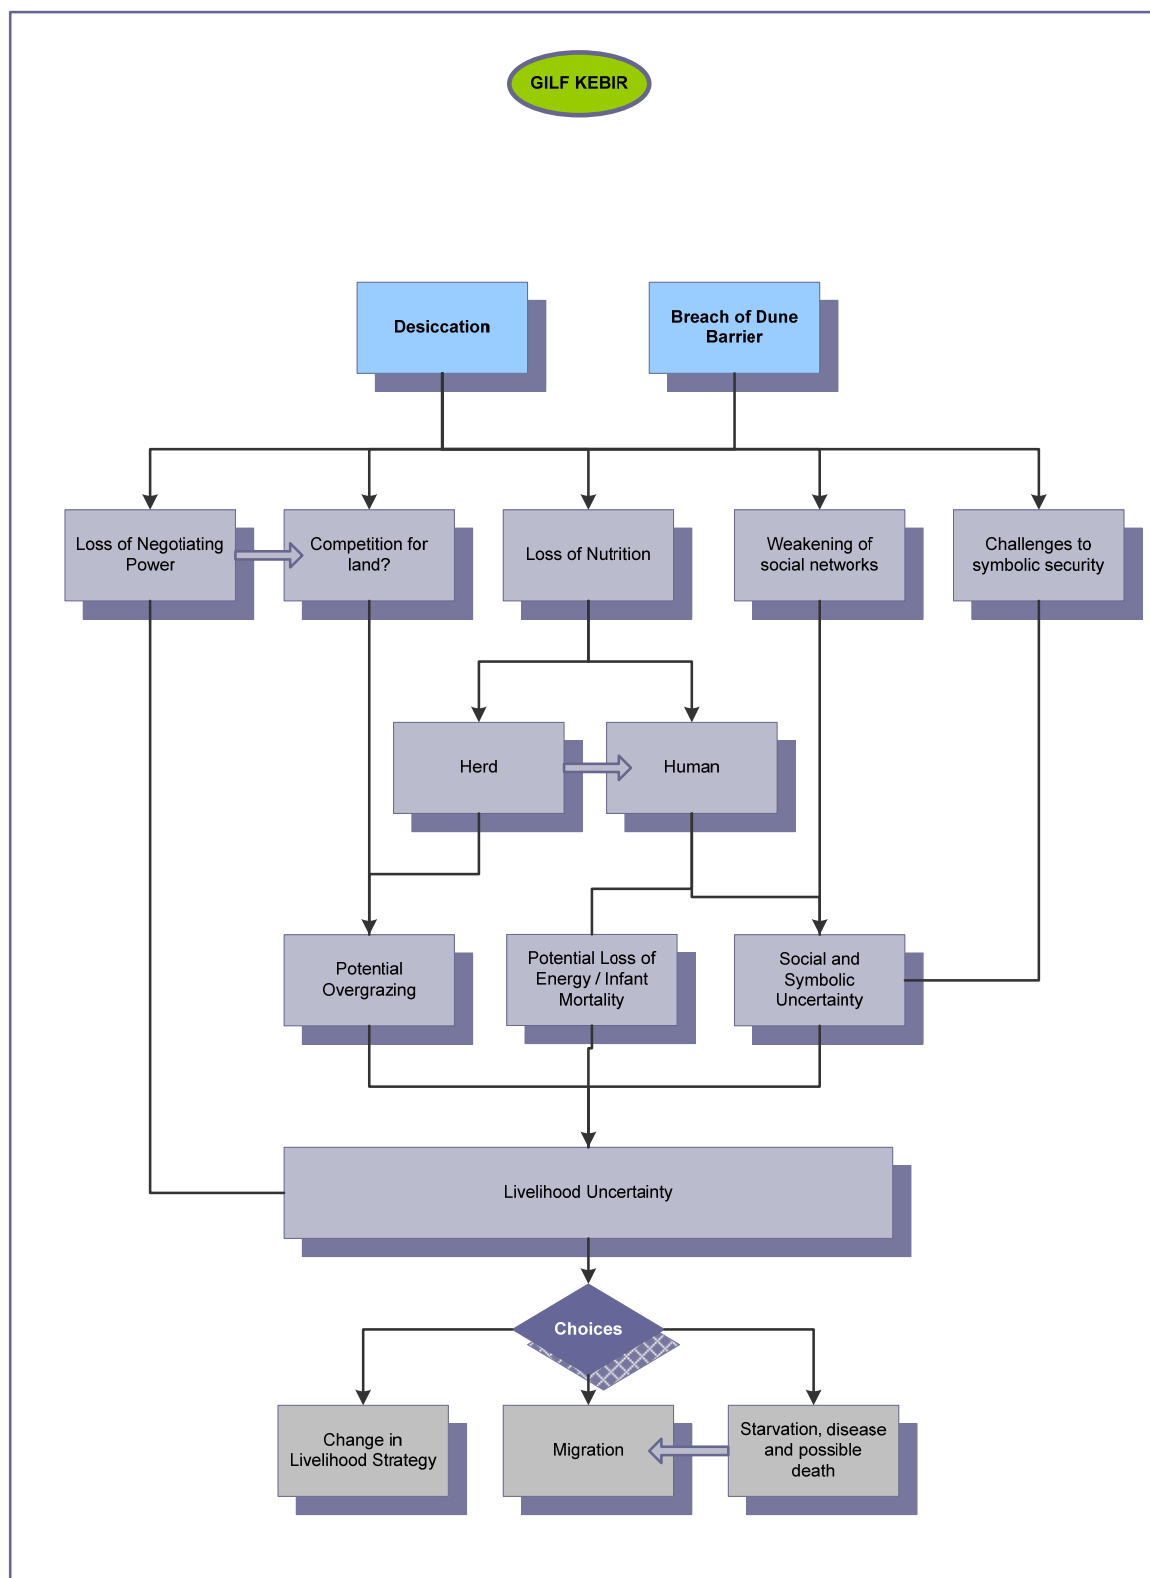 GILF KEBIR
Desiccation
Breach of Dune
Barrier
Loss of Negotiating
Power
Competition for
land?
Loss of Nutrition
Weakening of
social networks
Challenges to
symbolic security
Herd
Human
Potential
Overgrazing
Potential Loss of
Energy / Infant
Mortality
Social and
Symbolic
Uncertainty
Livelihood Uncertainty
Choices
Change in
Livelihood Strategy
Migration
Starvation, disease
and possible
death